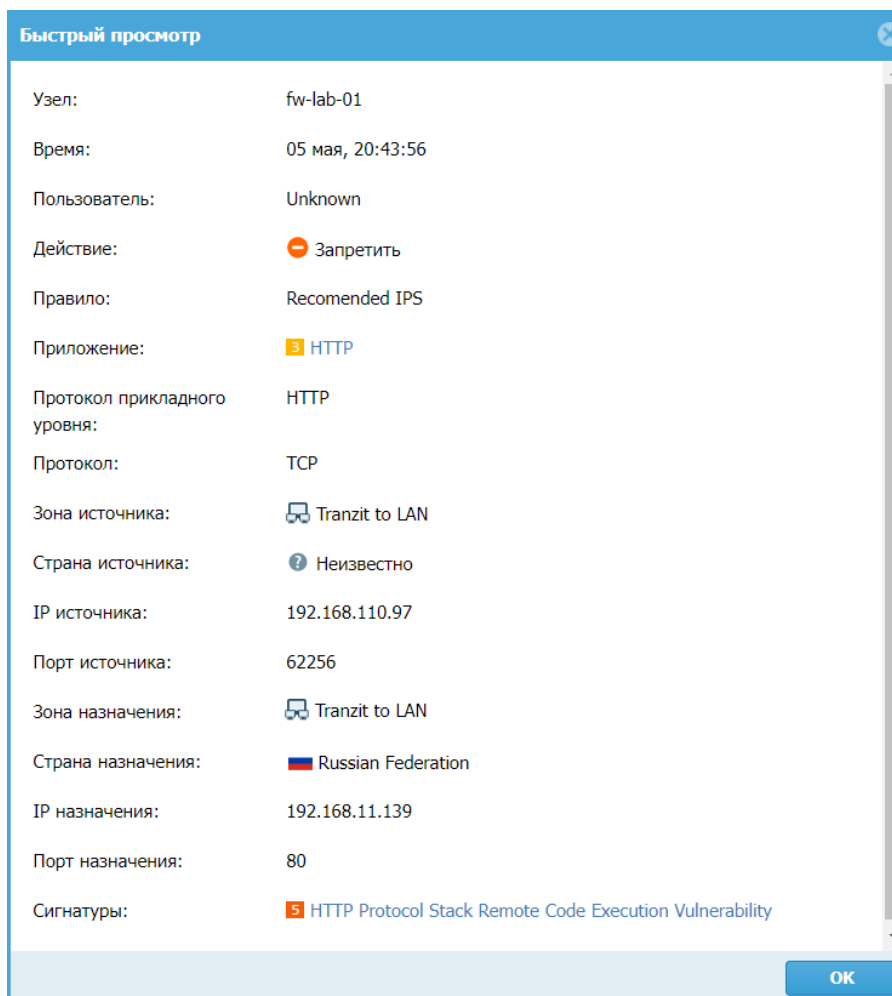 Быстрый просмотр
Узел: fw-lab-01
Время: 05 мая, 20:43:56
Пользователь: Unknown
Действие: Запретить
Правило: Recomended IPS
Приложение: 3 HTTP
Протокол прикладного HTTP
уровня:
Протокол: TCP
Зона источника: Tranzit to LAN
Страна источника: ? Неизвестно
IP источника: 192.168.110.97
Порт источника: 62256
Зона назначения: Tranzit to LAN
Страна назначения: Russian Federation
IP назначения: 192.168.11.139
Порт назначения: 80
Сигнатуры: 5 HTTP Protocol Stack Remote Code Execution Vulnerability
OK